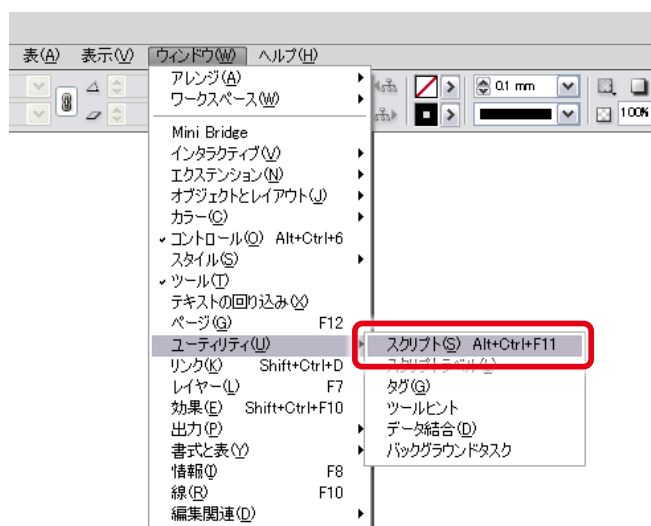 表(A) 表示(V) ウィンドウ(W) ヘルプ(H)
0.1 mm
100%
アレンジ(A)
ワークスペース(W)
Mini Bridge
インタラクティブ(V)
エクステンション(N)
オブジェクトとレイアウト(J)
カラー(C)
コントロール(O) Alt+Ctrl+6
スタイル(S)
ツール(T)
テキストの回り込み(X)
ページ(G) F12
ユーティリティ(U)
リンク(K) Shift+Ctrl+D
レイヤー(L) F7
効果(E) Shift+Ctrl+F10
出力(P)
書式と表(Y)
情報(I) F8
線(R) F10
編集関連(D)
スクリプト(S) Alt+Ctrl+F11
スクリプトラベル(L)
タグ(G)
ツールヒント
データ結合(D)
バックグラウンドタスク